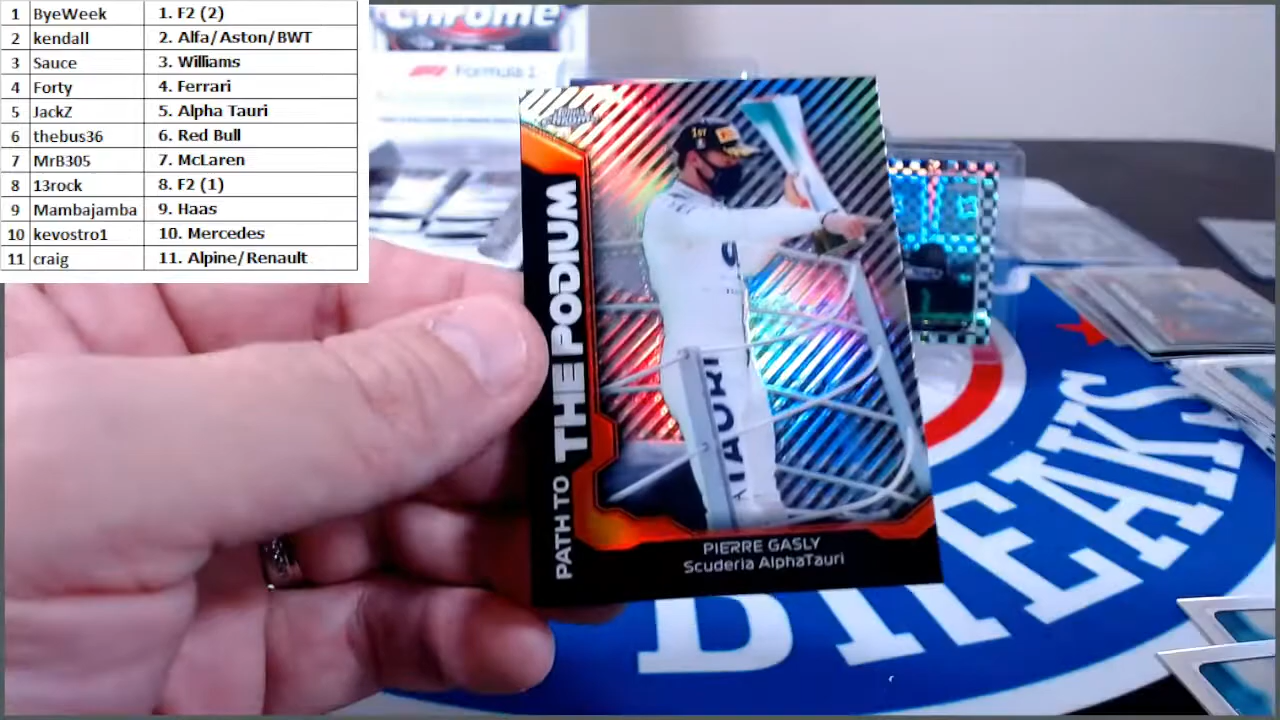 1 ByeWeek 1. F2 (2)
2 kendall 2. Alfa/Aston/BWT
3 Sauce 3. Williams
4 Forty 4. Ferrari
5 JackZ 5. Alpha Tauri
6 thebus36 6. Red Bull
7 MrB305 7. McLaren
8 13rock 8. F2 (1)
9 Mambajamba 9. Haas
10 kevostro1 10. Mercedes
11 craig 11. Alpine/Renault
Chrome
Formula 1
1st
TAURI
PATH TO THE PODIUM
PIERRE GASLY
Scuderia AlphaTauri
BREAKS